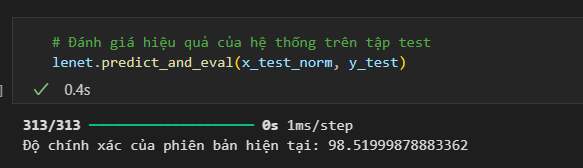 # Đánh giá hiệu quả của hệ thống trên tập test
lenet.predict_and_eval(x_test_norm, y_test)
] ✓ 0.4s
313/313 ━━━━━━━━━━━━━━━━━━━━ 0s 1ms/step
Độ chính xác của phiên bản hiện tại: 98.51999878883362